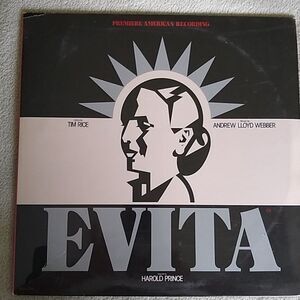 PREMIERE AMERICAN RECORDING
TIM RICE
ANDREW LLOYD WEBBER
EVITA
HAROLD PRINCE